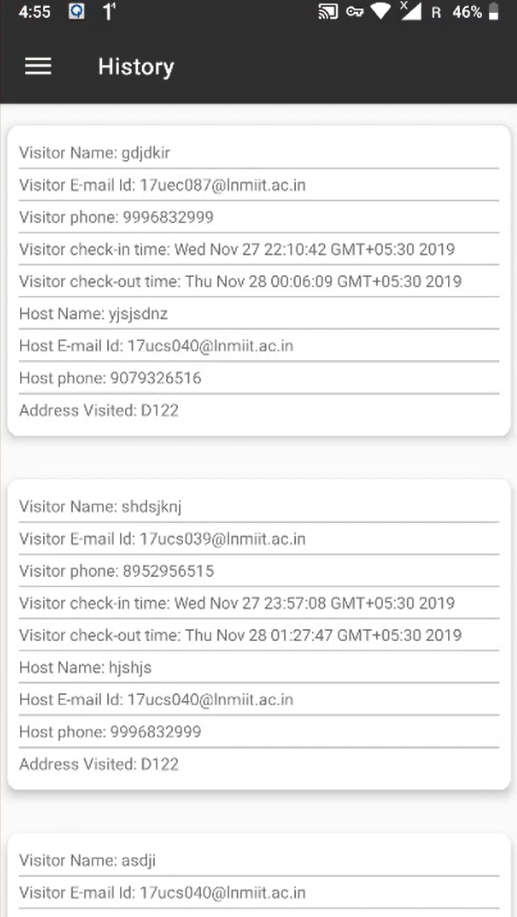 4:55 R 46%
History
Visitor Name: gdjdkir
Visitor E-mail Id: 17uec087@lnmiit.ac.in
Visitor phone: 9996832999
Visitor check-in time: Wed Nov 27 22:10:42 GMT+05:30 2019
Visitor check-out time: Thu Nov 28 00:06:09 GMT+05:30 2019
Host Name: yjsjsdnz
Host E-mail Id: 17ucs040@lnmiit.ac.in
Host phone: 9079326516
Address Visited: D122
Visitor Name: shdsjknj
Visitor E-mail Id: 17ucs039@lnmiit.ac.in
Visitor phone: 8952956515
Visitor check-in time: Wed Nov 27 23:57:08 GMT+05:30 2019
Visitor check-out time: Thu Nov 28 01:27:47 GMT+05:30 2019
Host Name: hjshjs
Host E-mail Id: 17ucs040@lnmiit.ac.in
Host phone: 9996832999
Address Visited: D122
Visitor Name: asdji
Visitor E-mail Id: 17ucs040@lnmiit.ac.in